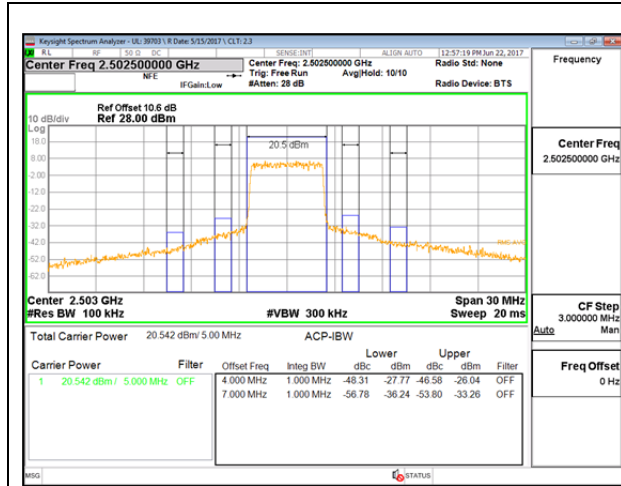 Keysight Spectrum Analyzer - UL: 39703 \ R Date: 5/15/2017 \ CLT: 2.3
RL RF 50 Ω DC SENSE:INT ALIGN AUTO 12:57:19 PM Jun 22, 2017
Center Freq 2.502500000 GHz
NFE
IFGain:Low
Center Freq: 2.502500000 GHz
Trig: Free Run Avg|Hold: 10/10
#Atten: 28 dB
Radio Std: None
Radio Device: BTS
Frequency
Ref Offset 10.6 dB
10 dB/div Ref 28.00 dBm
Log
18.0
8.00
-2.00
-12.0
-22.0
-32.0
-42.0
-52.0
-62.0
20.5 dBm
RMS AVG
Center 2.503 GHz Span 30 MHz
#Res BW 100 kHz #VBW 300 kHz Sweep 20 ms
Total Carrier Power 20.542 dBm/ 5.00 MHz ACP-IBW
Lower Upper
Carrier Power Filter Offset Freq Integ BW dBc dBm dBc dBm Filter
1 20.542 dBm / 5.000 MHz OFF 4.000 MHz 1.000 MHz -48.31 -27.77 -46.58 -26.04 OFF
7.000 MHz 1.000 MHz -56.78 -36.24 -53.80 -33.26 OFF
Center Freq
2.502500000 GHz
CF Step
3.000000 MHz
Auto Man
Freq Offset
0 Hz
MSG STATUS